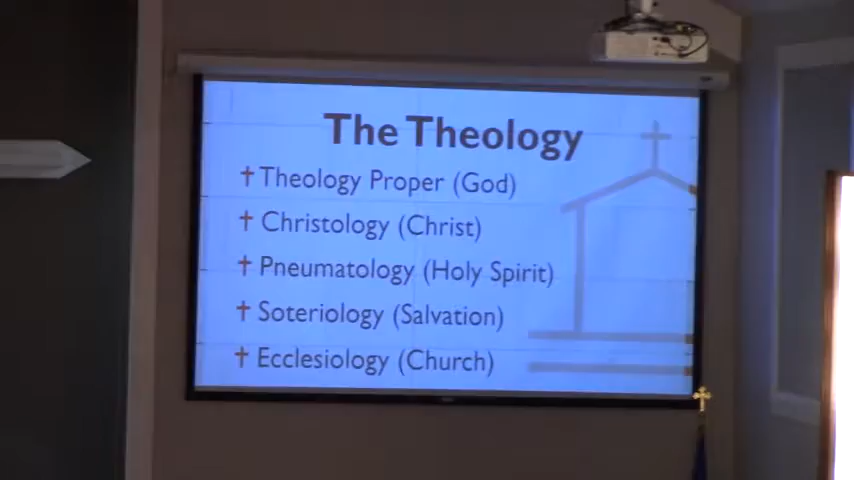 The Theology
† Theology Proper (God)
† Christology (Christ)
† Pneumatology (Holy Spirit)
† Soteriology (Salvation)
† Ecclesiology (Church)